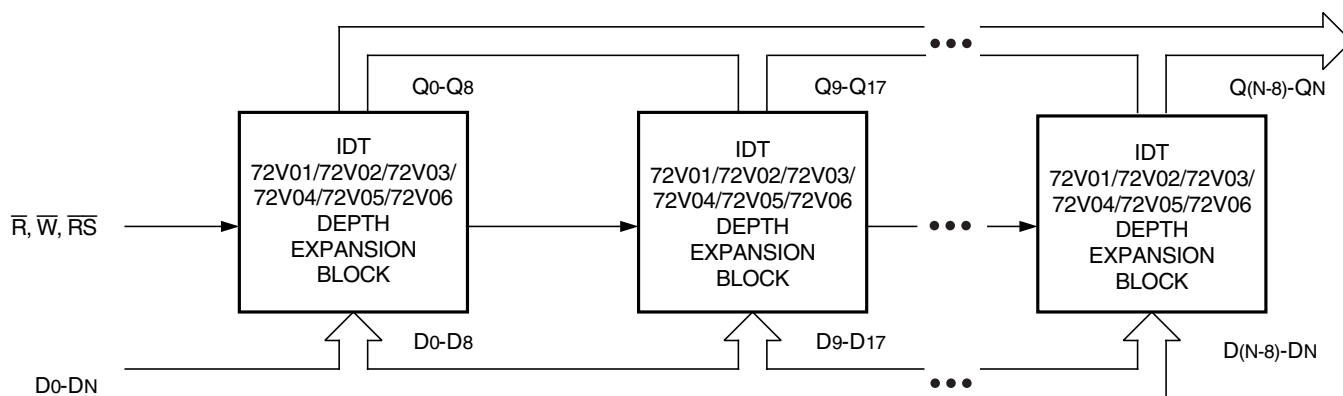 Q0-Q8
Q9-Q17
Q(N-8)-QN
IDT
72V01/72V02/72V03/
72V04/72V05/72V06
DEPTH
EXPANSION
BLOCK
IDT
72V01/72V02/72V03/
72V04/72V05/72V06
DEPTH
EXPANSION
BLOCK
IDT
72V01/72V02/72V03/
72V04/72V05/72V06
DEPTH
EXPANSION
BLOCK
R̅, W̅, R̅S̅
D0-D8
D9-D17
D(N-8)-DN
D0-DN